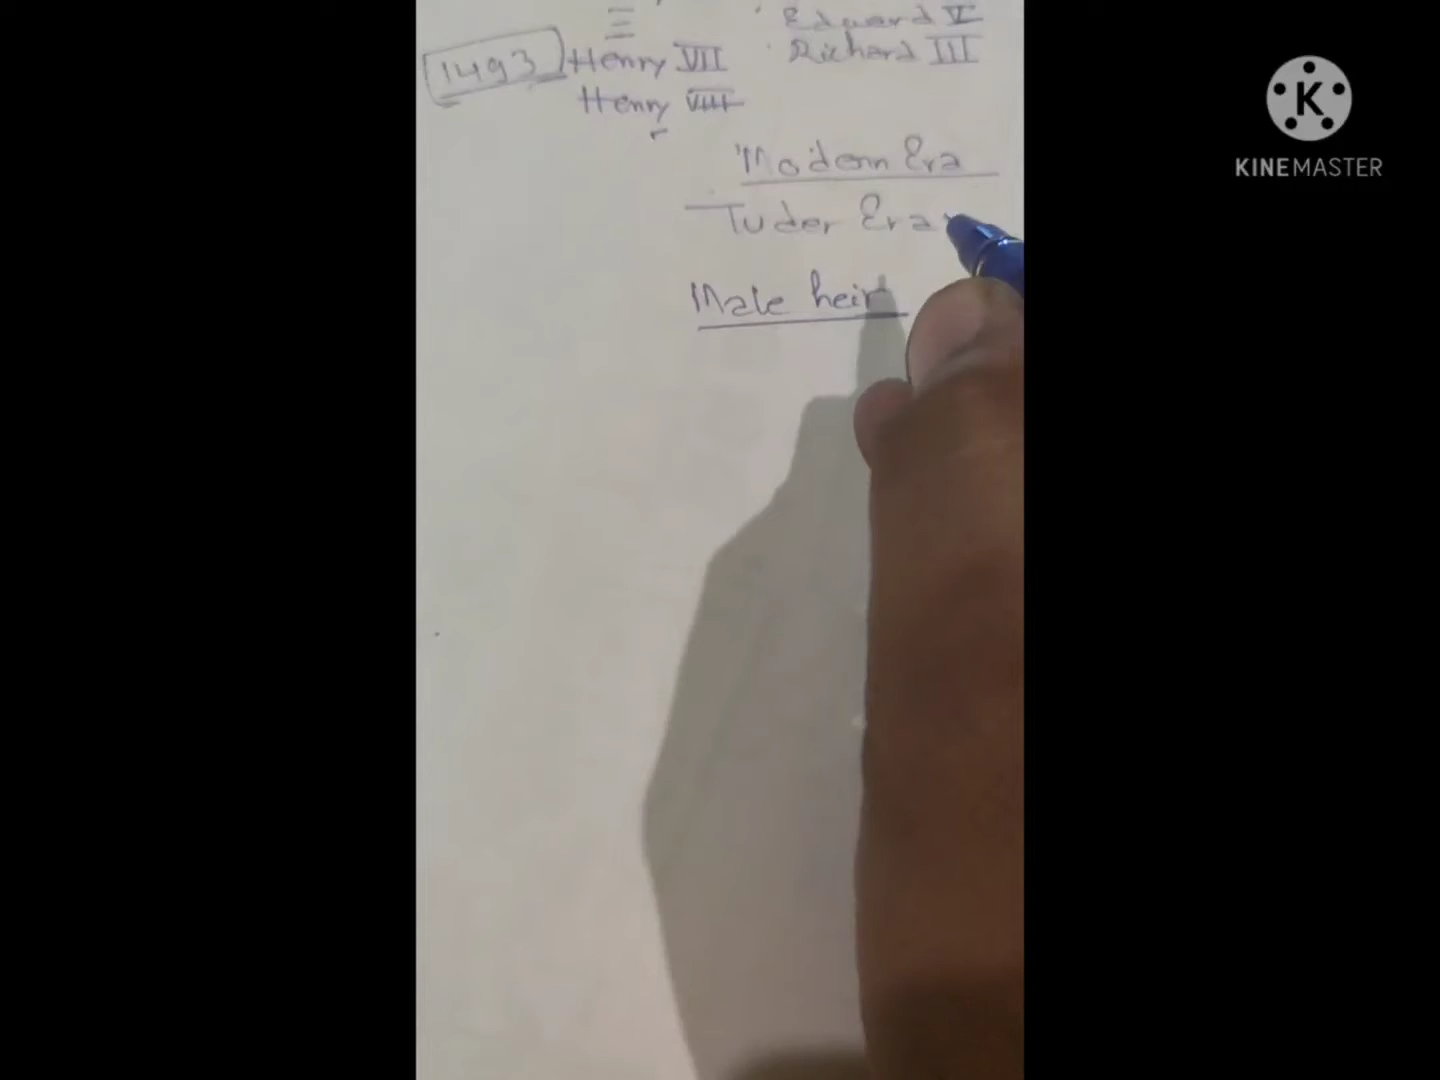 Edward V
1493 Henry VII Richard III
Henry VIII
Modern Era
Tuder Era
Male heir
K
KINEMASTER